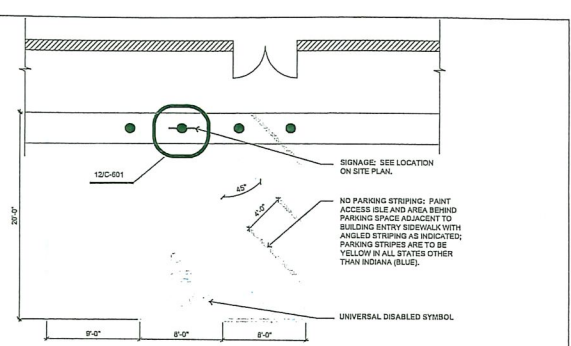 SIGNAGE: SEE LOCATION
ON SITE PLAN.
12/C-601
45°
NO PARKING STRIPING: PAINT
ACCESS ISLE AND AREA BEHIND
PARKING SPACE ADJACENT TO
BUILDING ENTRY SIDEWALK WITH
ANGLED STRIPING AS INDICATED;
PARKING STRIPES ARE TO BE
YELLOW IN ALL STATES OTHER
THAN INDIANA (BLUE).
4'-0"
20'-0"
UNIVERSAL DISABLED SYMBOL
9'-0"
8'-0"
8'-0"